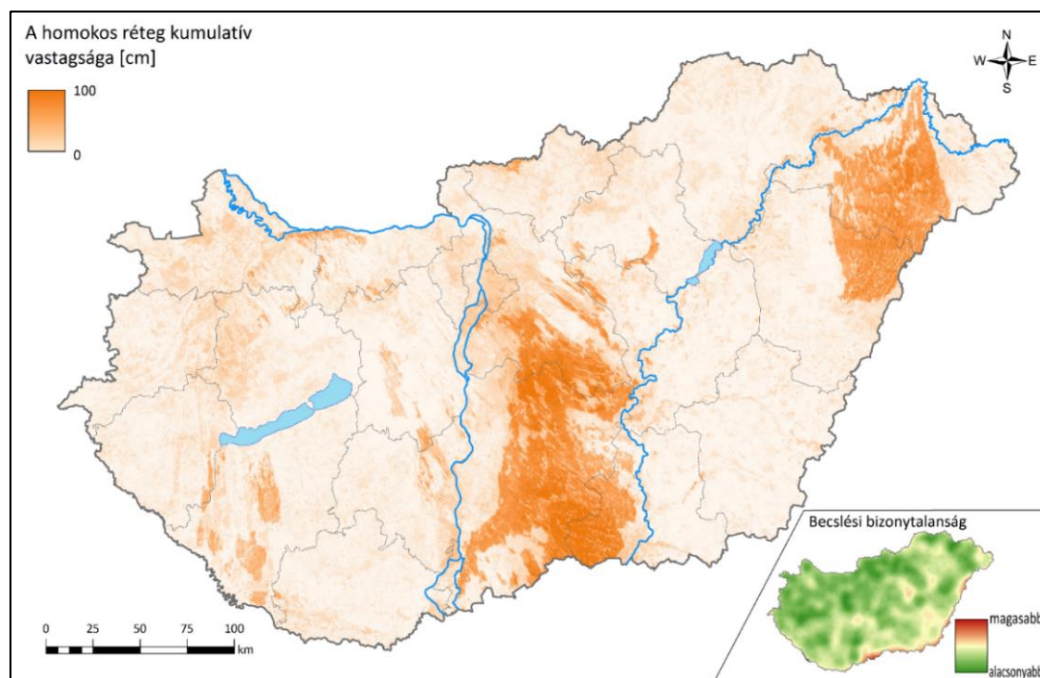 A homokos réteg kumulatív
vastagsága [cm]
100
0
N
W E
S
0 25 50 75 100
km
Becslési bizonytalanság
magasabb
alacsonyabb